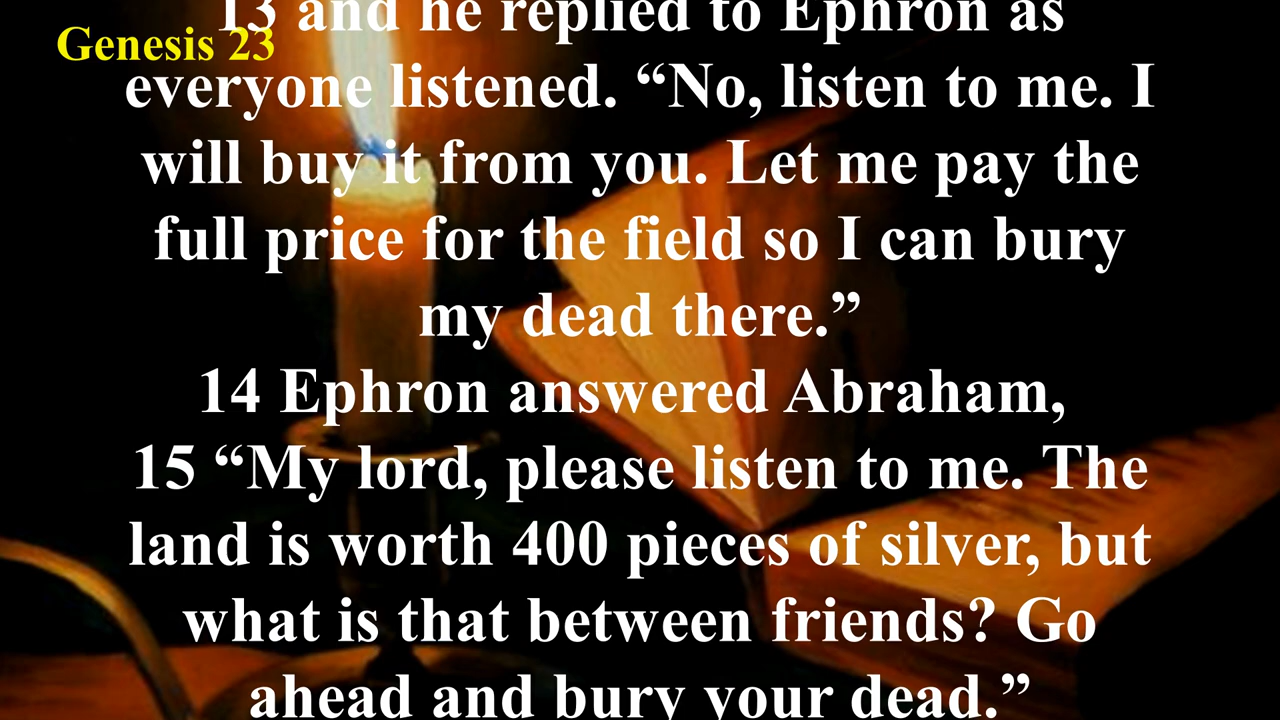 Genesis 23
13 and he replied to Ephron as
everyone listened. “No, listen to me. I
will buy it from you. Let me pay the
full price for the field so I can bury
my dead there.”
14 Ephron answered Abraham,
15 “My lord, please listen to me. The
land is worth 400 pieces of silver, but
what is that between friends? Go
ahead and bury your dead.”